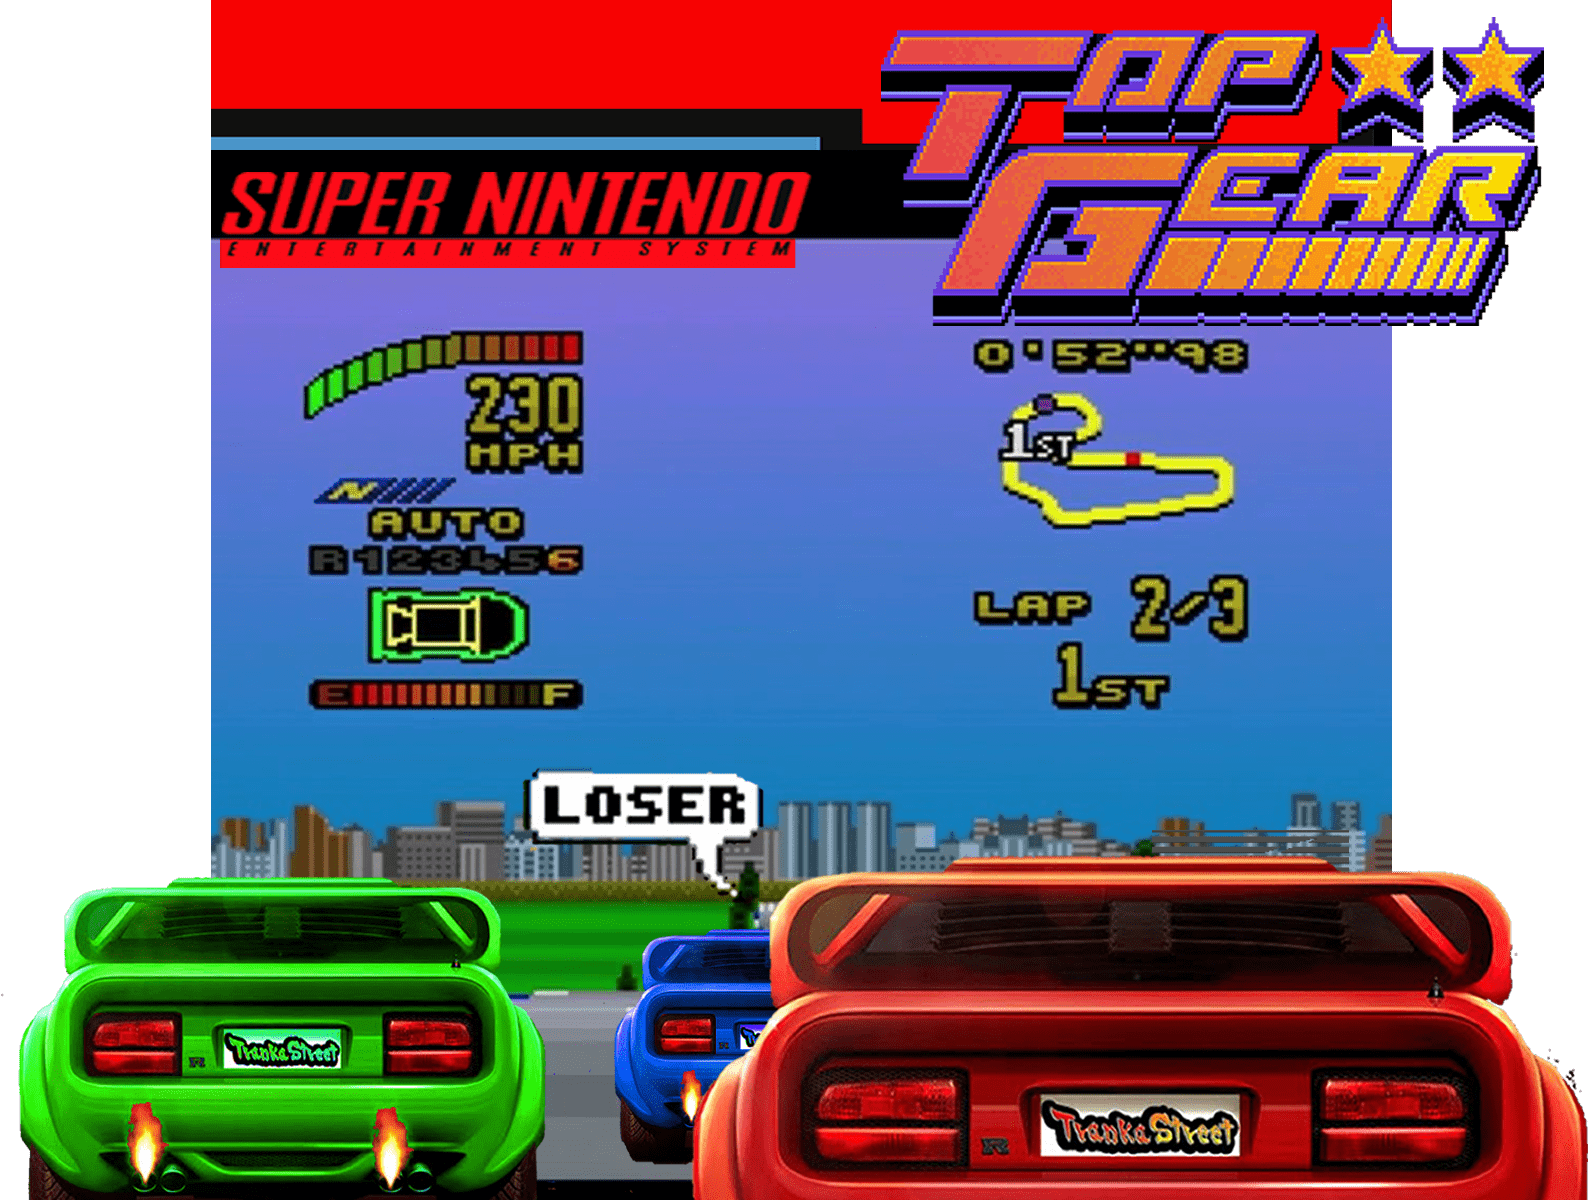 TOP
GEAR
SUPER NINTENDO
ENTERTAINMENT SYSTEM
230
MPH
N
AUTO
R123456
E F
0'52"98
1ST
LAP 2/3
1ST
LOSER
TrankaStreet
R
TrankaStreet
R